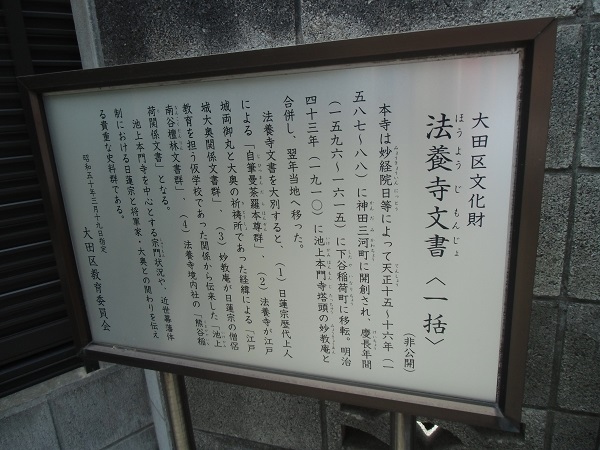 大田区文化財
法養寺文書〈一括〉
ほうようじもんじょ
(非公開)
本寺は妙経院日等によって天正十五~十六年(一
五八七~八八)に神田三河町に開創され、慶長年間
(一五九六~一六一五)に下谷稲荷町に移転。明治
四十三年(一九一〇)に池上本門寺塔頭の妙教庵と
合併し、翌年当地へ移った。
法養寺文書を大別すると、(1)日蓮宗歴代上人
による「自筆曼荼羅本尊群」、(2)法養寺が江戸
城両御丸と大奥の祈祷所であった経緯による「江戸
城大奥関係文書群」、(3)妙教庵が日蓮宗の僧侶
教育を担う仮学校であった関係から伝来した「池上
南谷檀林文書群」、(4)法養寺境内社の「熊谷稲
荷関係文書」となる。
池上本門寺を中心とする宗門状況や、近世幕藩体
制における日蓮宗と将軍家・大奥との関わりを伝え
る貴重な史料群である。
昭和五十年三月十九日指定
大田区教育委員会